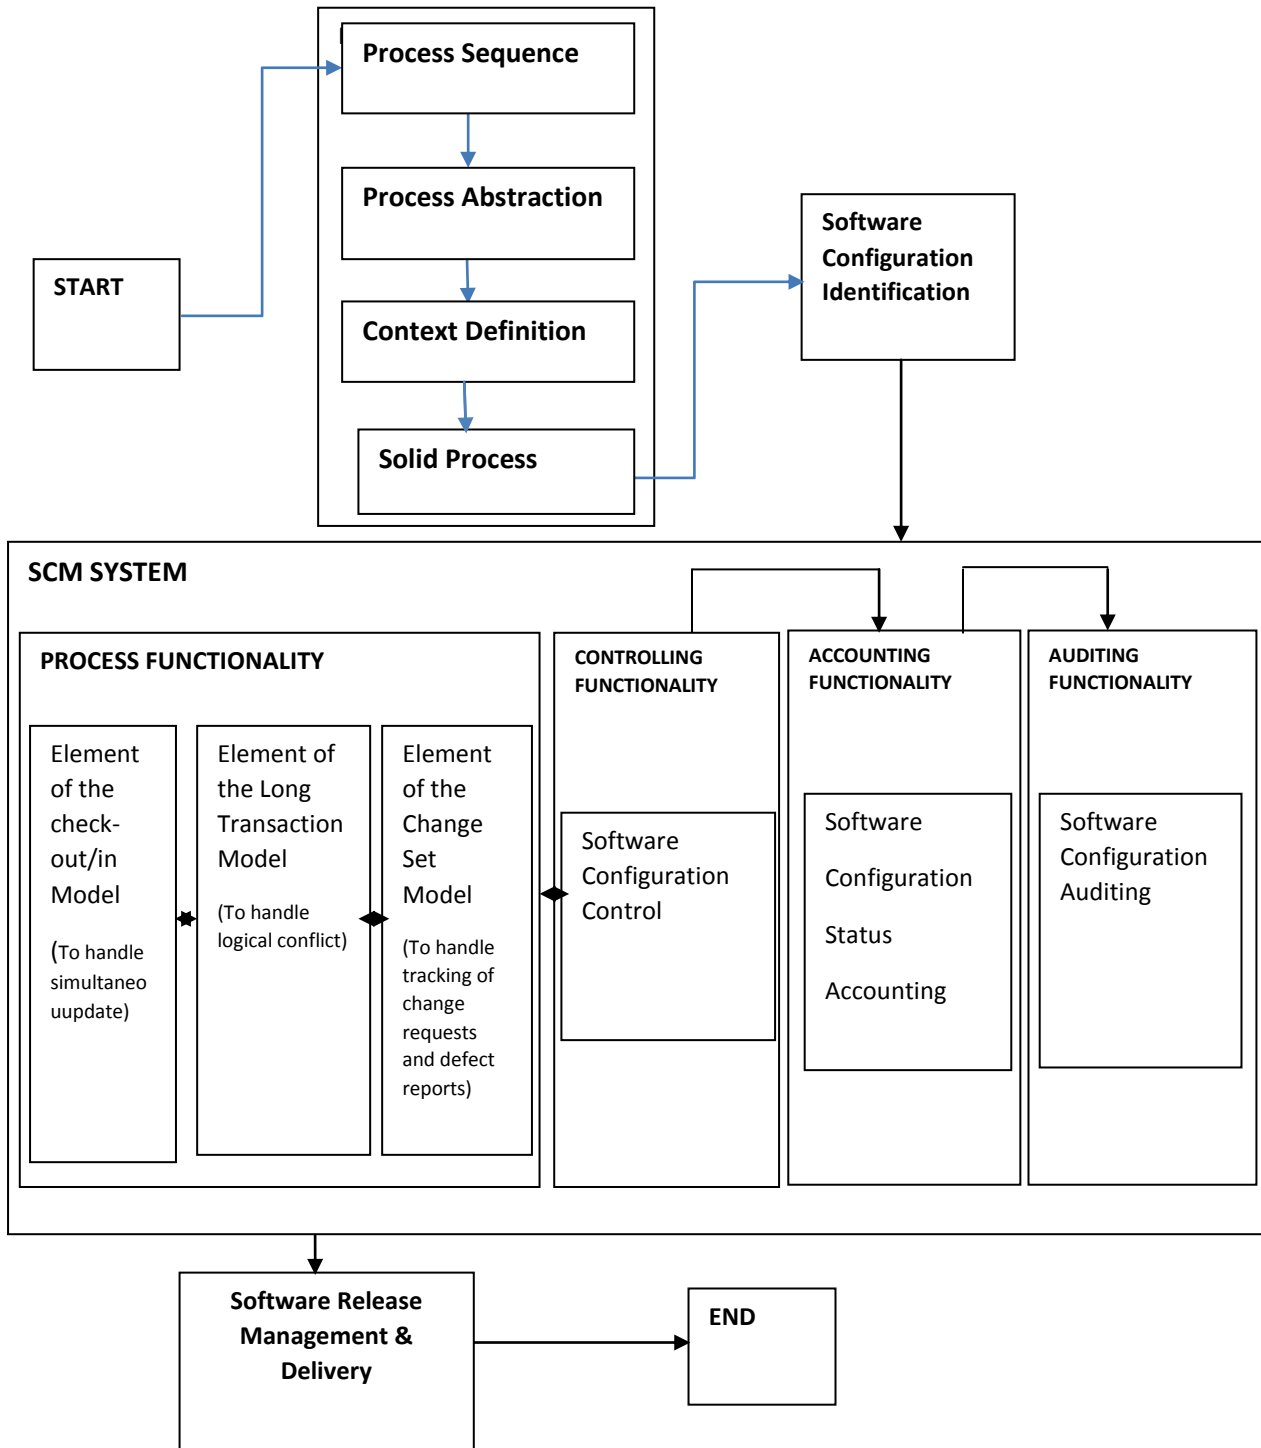 Process Sequence
Process Abstraction
Context Definition
Solid Process
START
Software
Configuration
Identification
SCM SYSTEM
PROCESS FUNCTIONALITY
Element
of the
check-
out/in
Model
(To handle
simultaneo
uupdate)
Element of
the Long
Transaction
Model
(To handle
logical conflict)
Element
of the
Change
Set
Model
(To handle
tracking of
change
requests
and defect
reports)
CONTROLLING
FUNCTIONALITY
Software
Configuration
Control
ACCOUNTING
FUNCTIONALITY
Software
Configuration
Status
Accounting
AUDITING
FUNCTIONALITY
Software
Configuration
Auditing
Software Release
Management &
Delivery
END